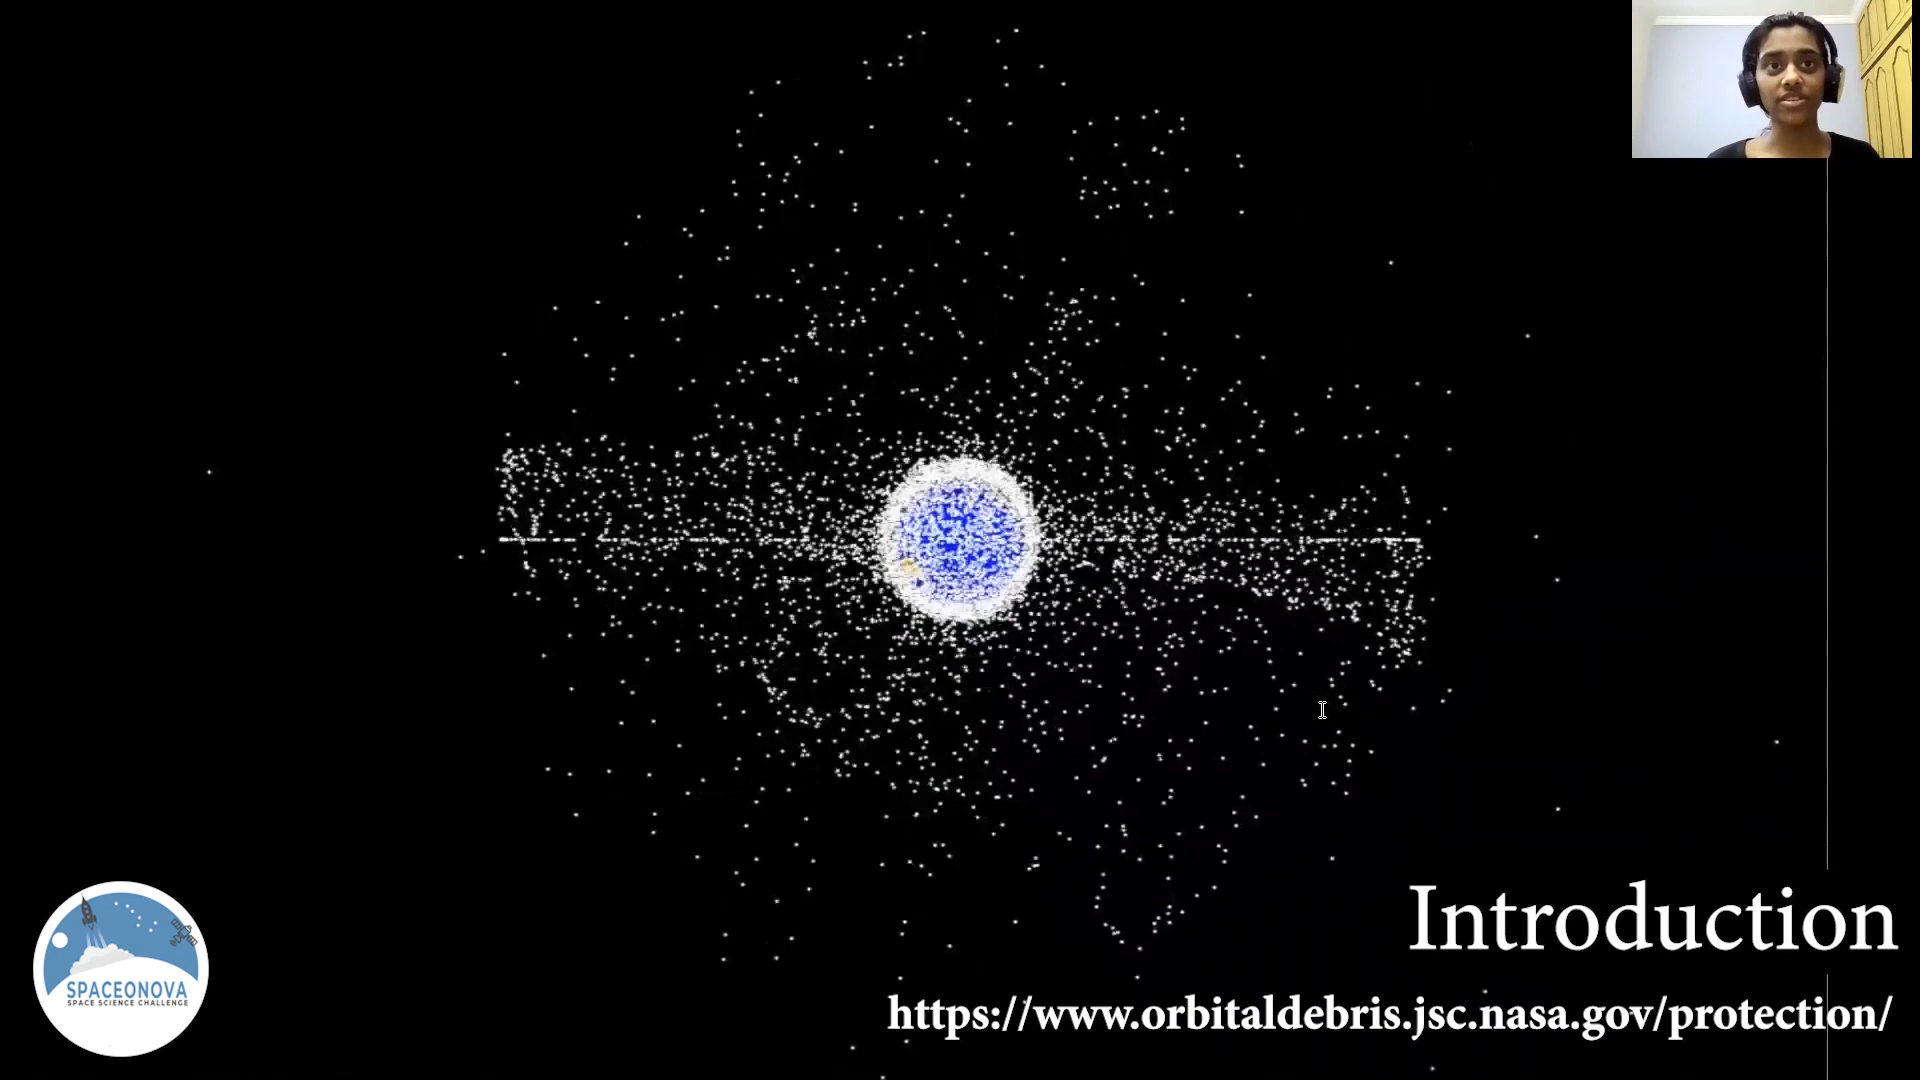 Introduction
https://www.orbitaldebris.jsc.nasa.gov/protection/
SPACEONOVA
SPACE SCIENCE CHALLENGE